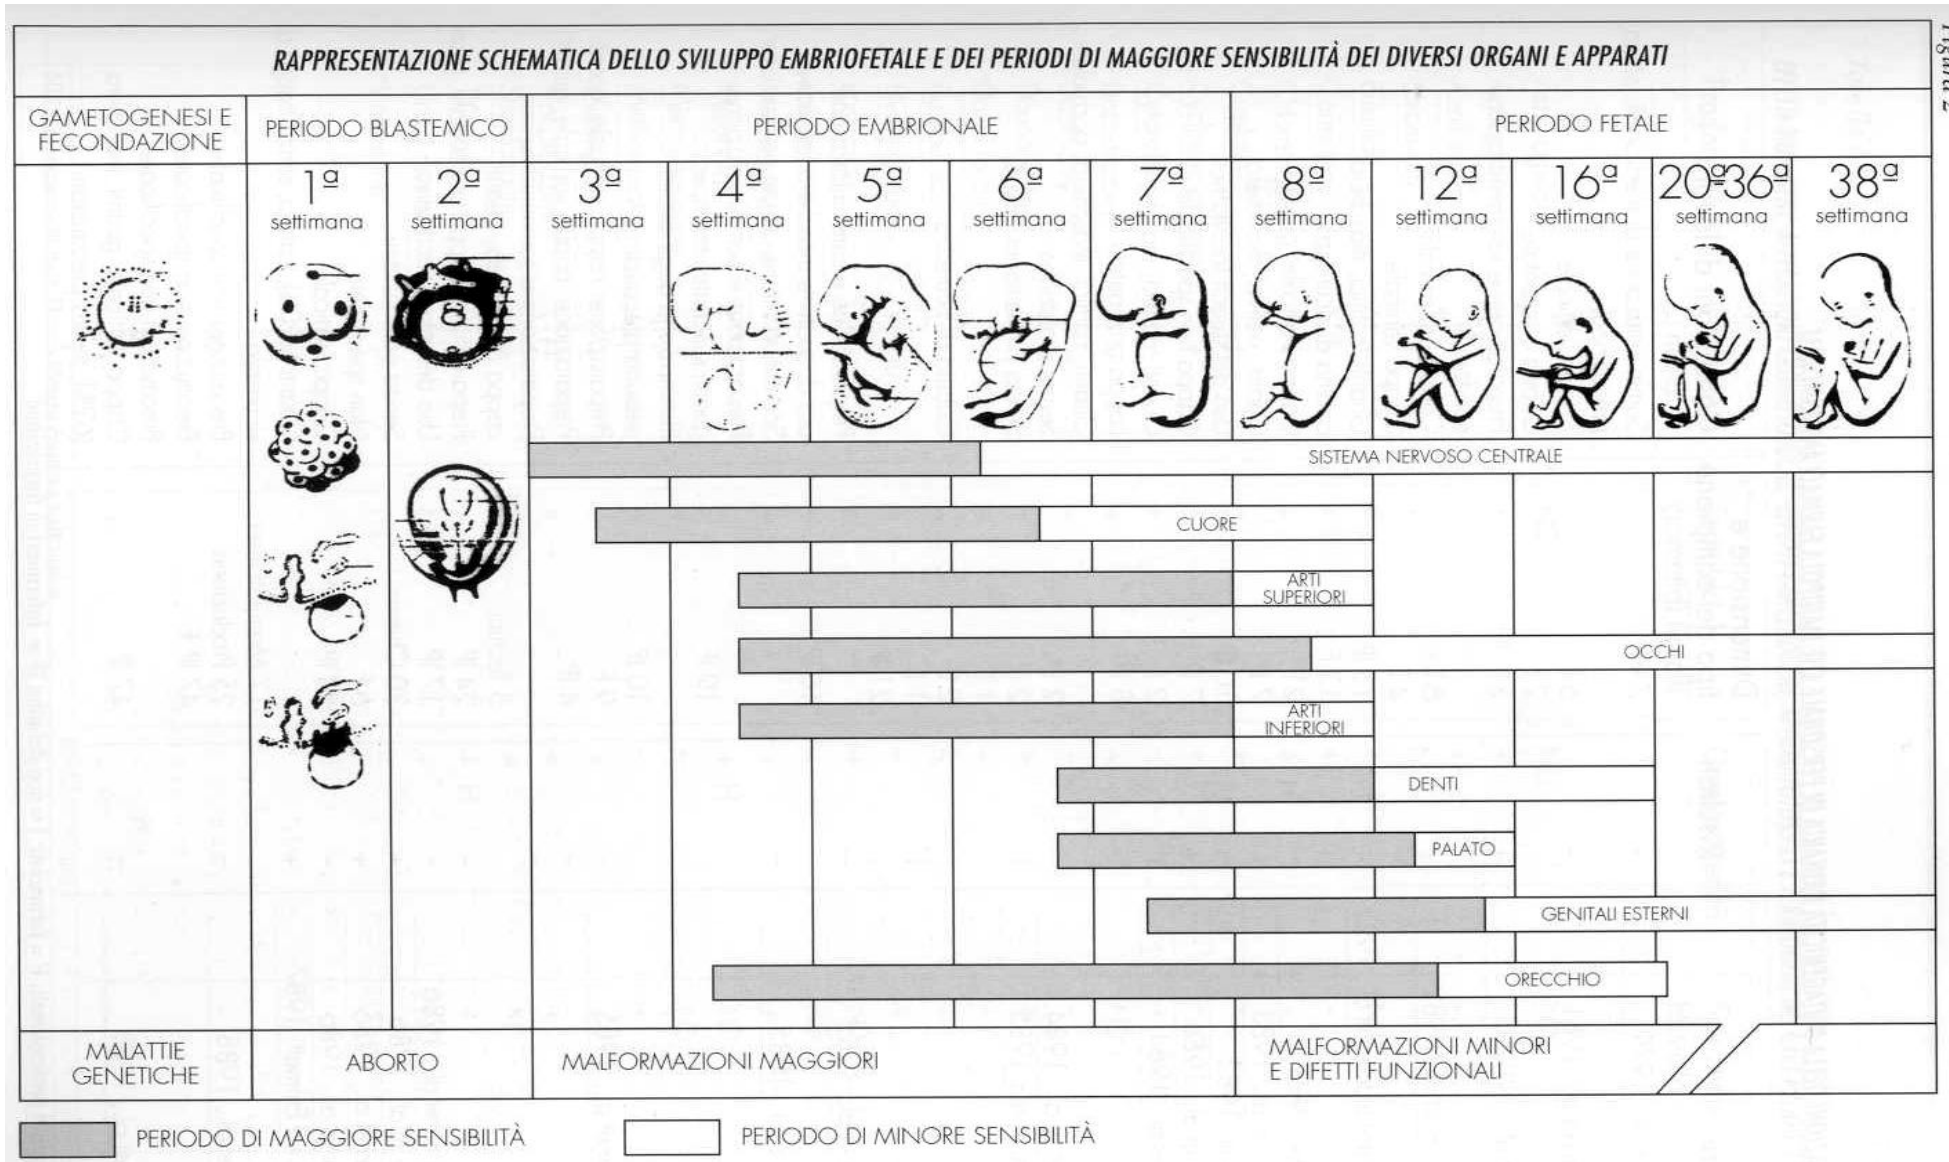 Figura 2
RAPPRESENTAZIONE SCHEMATICA DELLO SVILUPPO EMBRIOFETALE E DEI PERIODI DI MAGGIORE SENSIBILITÀ DEI DIVERSI ORGANI E APPARATI
GAMETOGENESI E
FECONDAZIONE
PERIODO BLASTEMICO
PERIODO EMBRIONALE
PERIODO FETALE
1ª
settimana
2ª
settimana
3ª
settimana
4ª
settimana
5ª
settimana
6ª
settimana
7ª
settimana
8ª
settimana
12ª
settimana
16ª
settimana
20ª36ª
settimana
38ª
settimana
SISTEMA NERVOSO CENTRALE
CUORE
ARTI
SUPERIORI
OCCHI
ARTI
INFERIORI
DENTI
PALATO
GENITALI ESTERNI
ORECCHIO
MALATTIE
GENETICHE
ABORTO
MALFORMAZIONI MAGGIORI
MALFORMAZIONI MINORI
E DIFETTI FUNZIONALI
PERIODO DI MAGGIORE SENSIBILITÀ
PERIODO DI MINORE SENSIBILITÀ